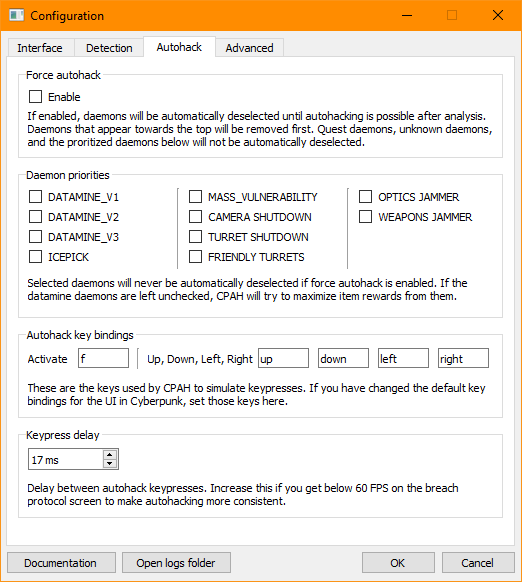 Configuration
Interface Detection Autohack Advanced
Force autohack
Enable
If enabled, daemons will be automatically deselected until autohacking is possible after analysis.
Daemons that appear towards the top will be removed first. Quest daemons, unknown daemons,
and the proritized daemons below will not be automatically deselected.
Daemon priorities
DATAMINE_V1 MASS_VULNERABILITY OPTICS JAMMER
DATAMINE_V2 CAMERA SHUTDOWN WEAPONS JAMMER
DATAMINE_V3 TURRET SHUTDOWN
ICEPICK FRIENDLY TURRETS
Selected daemons will never be automatically deselected if force autohack is enabled. If the
datamine daemons are left unchecked, CPAH will try to maximize item rewards from them.
Autohack key bindings
Activate f Up, Down, Left, Right up down left right
These are the keys used by CPAH to simulate keypresses. If you have changed the default key
bindings for the UI in Cyberpunk, set those keys here.
Keypress delay
17 ms
Delay between autohack keypresses. Increase this if you get below 60 FPS on the breach
protocol screen to make autohacking more consistent.
Documentation Open logs folder OK Cancel